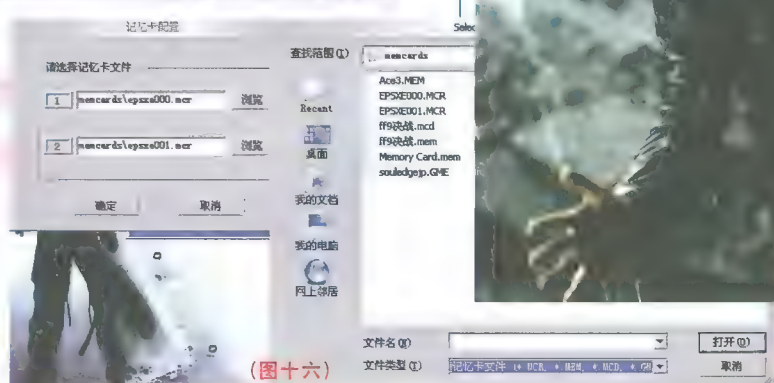 记忆卡配置
请选择记忆卡文件
1 memcards\epsxe000.mcr 浏览
2 memcards\epsxe001.mcr 浏览
确定 取消
Selec
查找范围(I) memcards
Recent
桌面
我的文档
我的电脑
网上邻居
Ace3.MEM
EPSXE000.MCR
EPSXE001.MCR
ff9决战.mcd
ff9决战.mem
Memory Card.mem
souledgejp.GME
文件名(N) 打开(O)
文件类型(T) 记忆卡文件 (*.MCR, *.MEM, *.MCD, *.GM 取消
(图十六)